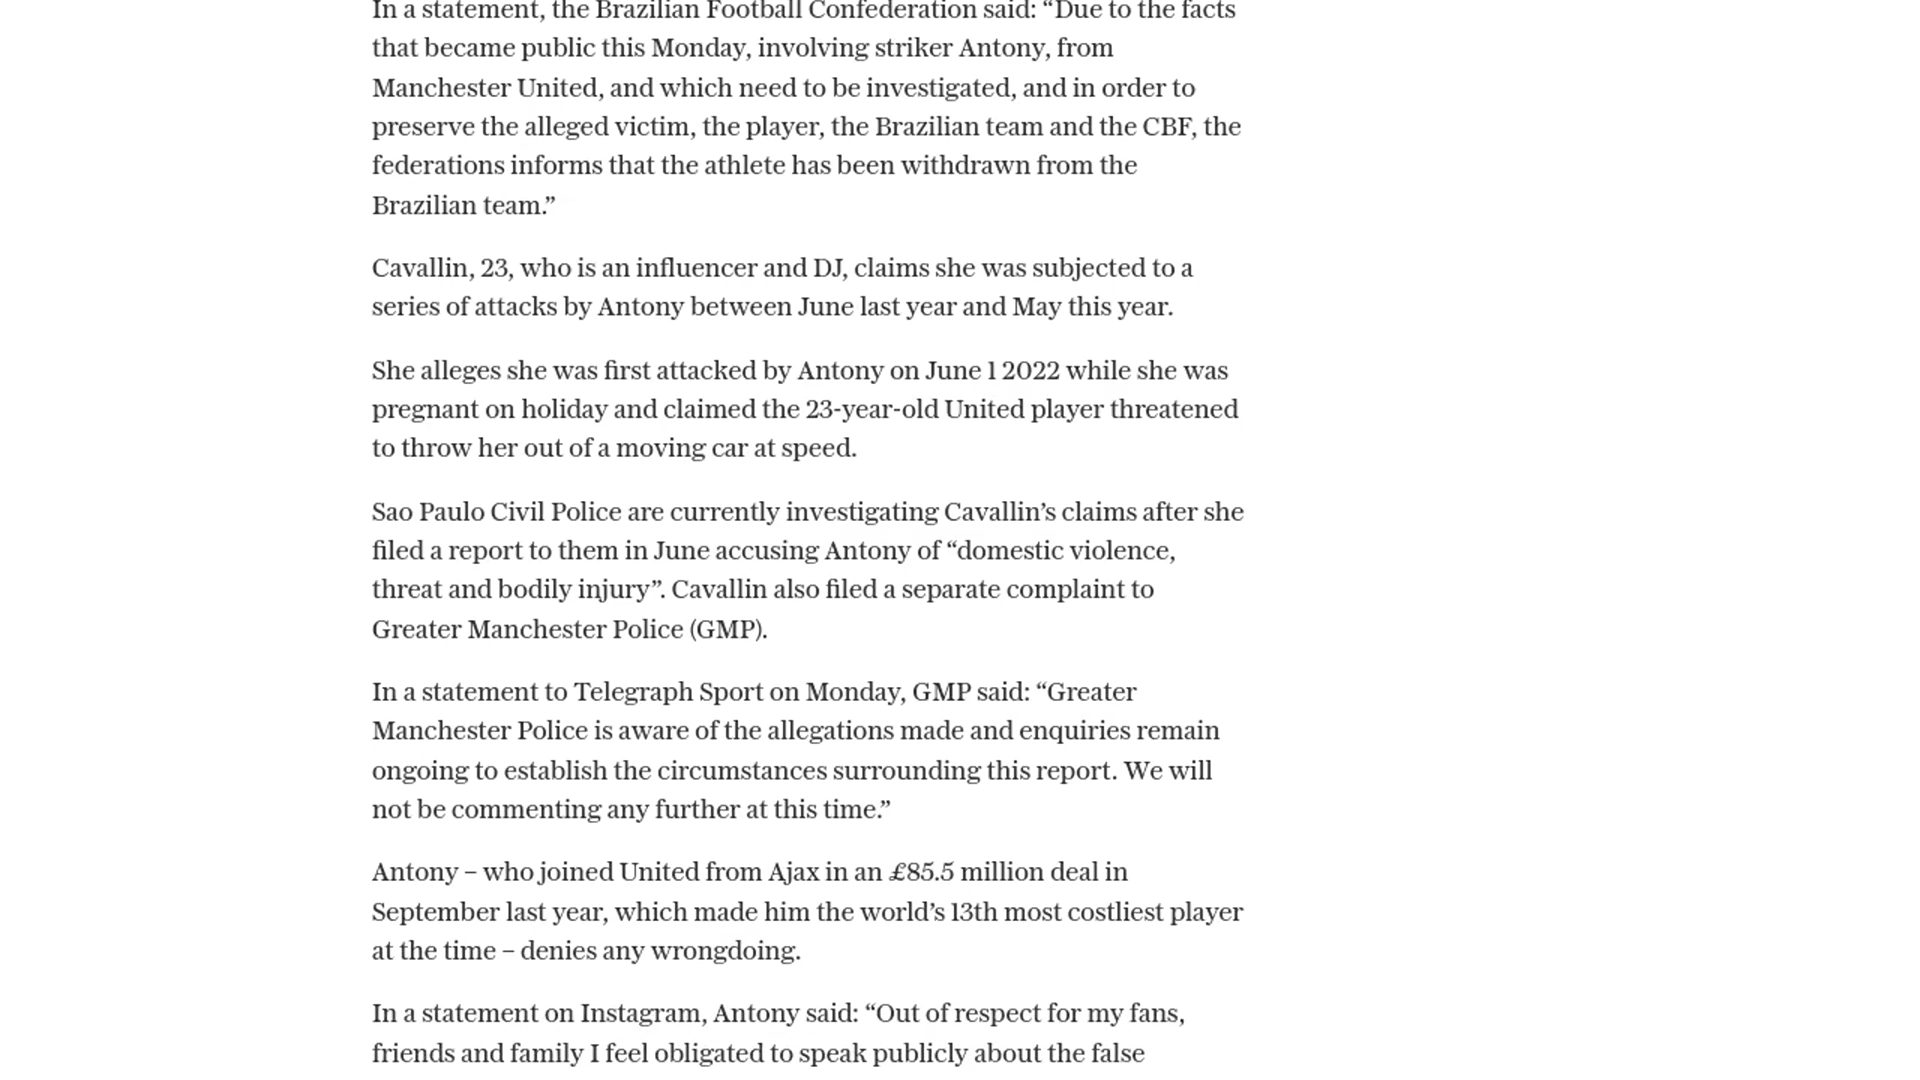 In a statement, the Brazilian Football Confederation said: “Due to the facts
that became public this Monday, involving striker Antony, from
Manchester United, and which need to be investigated, and in order to
preserve the alleged victim, the player, the Brazilian team and the CBF, the
federations informs that the athlete has been withdrawn from the
Brazilian team.”
Cavallin, 23, who is an influencer and DJ, claims she was subjected to a
series of attacks by Antony between June last year and May this year.
She alleges she was first attacked by Antony on June 1 2022 while she was
pregnant on holiday and claimed the 23-year-old United player threatened
to throw her out of a moving car at speed.
Sao Paulo Civil Police are currently investigating Cavallin’s claims after she
filed a report to them in June accusing Antony of “domestic violence,
threat and bodily injury”. Cavallin also filed a separate complaint to
Greater Manchester Police (GMP).
In a statement to Telegraph Sport on Monday, GMP said: “Greater
Manchester Police is aware of the allegations made and enquiries remain
ongoing to establish the circumstances surrounding this report. We will
not be commenting any further at this time.”
Antony – who joined United from Ajax in an £85.5 million deal in
September last year, which made him the world’s 13th most costliest player
at the time – denies any wrongdoing.
In a statement on Instagram, Antony said: “Out of respect for my fans,
friends and family I feel obligated to speak publicly about the false